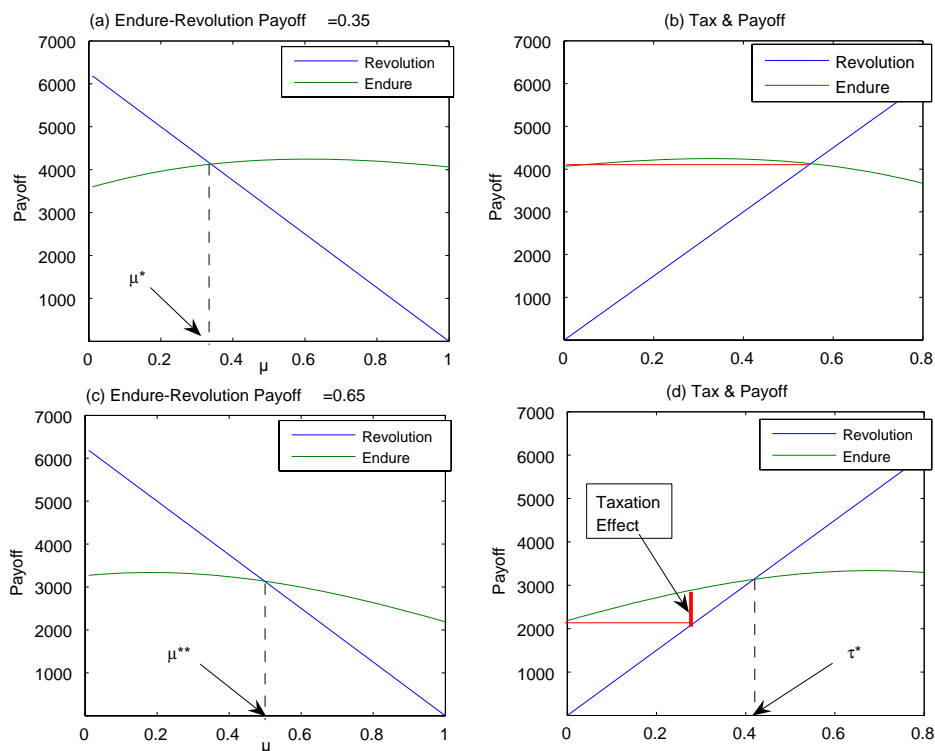 (a) Endure-Revolution Payoff =0.35
7000
6000
5000
4000
3000
2000
1000
Payoff
Revolution
Endure
μ*
0 0.2 0.4 0.6 0.8 1
μ
(b) Tax & Payoff
7000
6000
5000
4000
3000
2000
1000
Payoff
Revolution
Endure
0 0.2 0.4 0.6 0.8
(c) Endure-Revolution Payoff =0.65
7000
6000
5000
4000
3000
2000
1000
Payoff
Revolution
Endure
μ**
0 0.2 0.4 0.6 0.8 1
μ
(d) Tax & Payoff
7000
6000
5000
4000
3000
2000
1000
Payoff
Revolution
Endure
Taxation
Effect
τ*
0 0.2 0.4 0.6 0.8